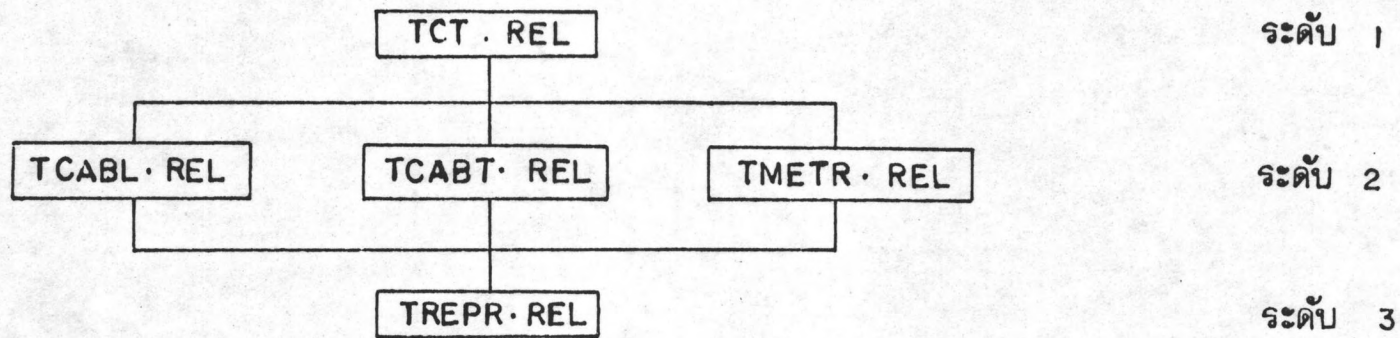 TCT . REL ระดับ 1
TCABL . REL TCABT . REL TMETR . REL ระดับ 2
TREPR . REL ระดับ 3